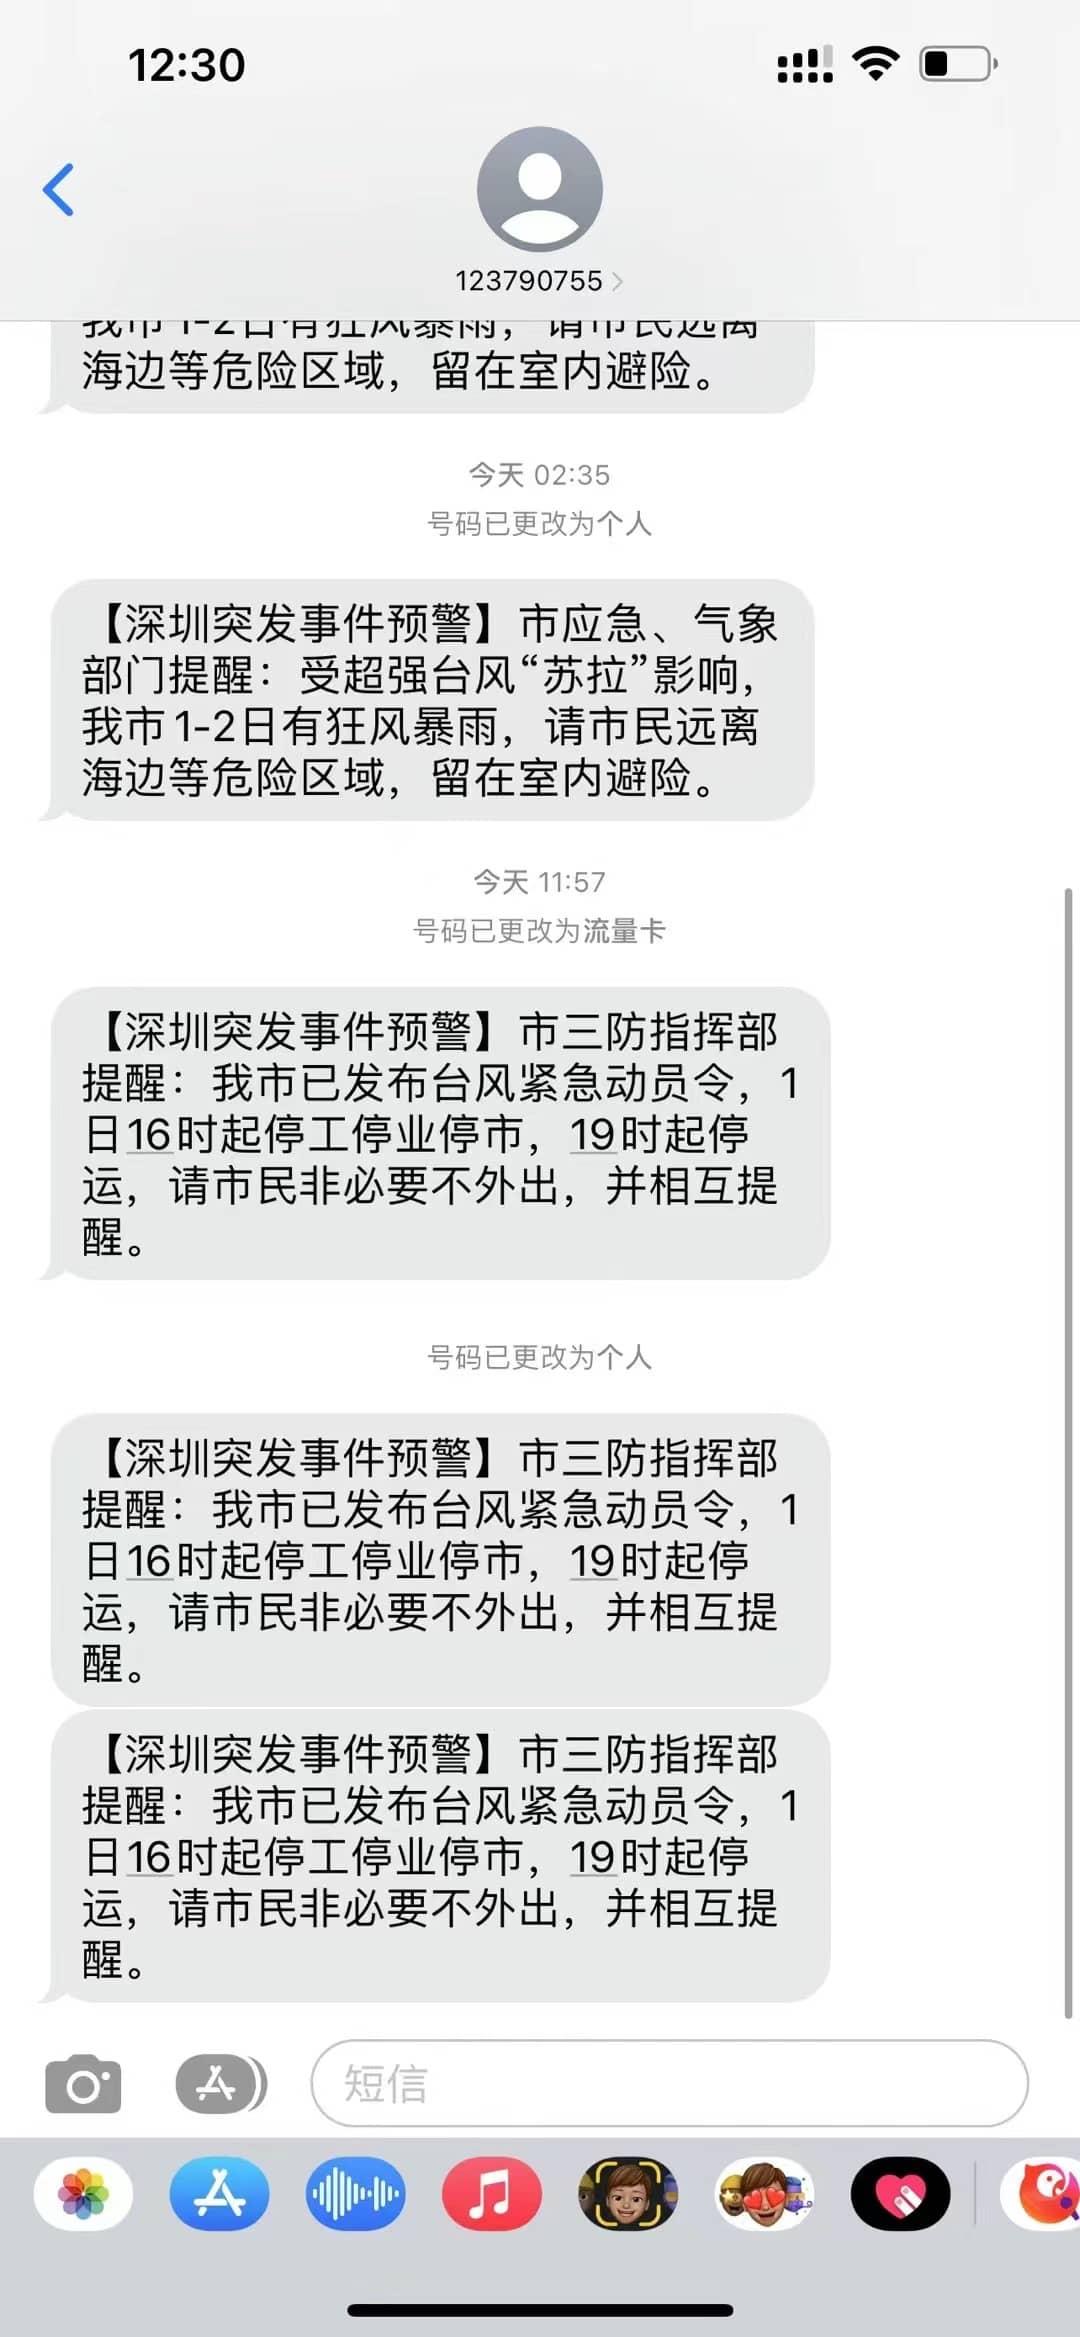 12:30
123790755
我市1-2日有狂风暴雨，请市民远离
海边等危险区域，留在室内避险。
今天 02:35
号码已更改为个人
【深圳突发事件预警】市应急、气象
部门提醒：受超强台风“苏拉”影响，
我市1-2日有狂风暴雨，请市民远离
海边等危险区域，留在室内避险。
今天 11:57
号码已更改为流量卡
【深圳突发事件预警】市三防指挥部
提醒：我市已发布台风紧急动员令，1
日16时起停工停业停市，19时起停
运，请市民非必要不外出，并相互提
醒。
号码已更改为个人
【深圳突发事件预警】市三防指挥部
提醒：我市已发布台风紧急动员令，1
日16时起停工停业停市，19时起停
运，请市民非必要不外出，并相互提
醒。
【深圳突发事件预警】市三防指挥部
提醒：我市已发布台风紧急动员令，1
日16时起停工停业停市，19时起停
运，请市民非必要不外出，并相互提
醒。
短信